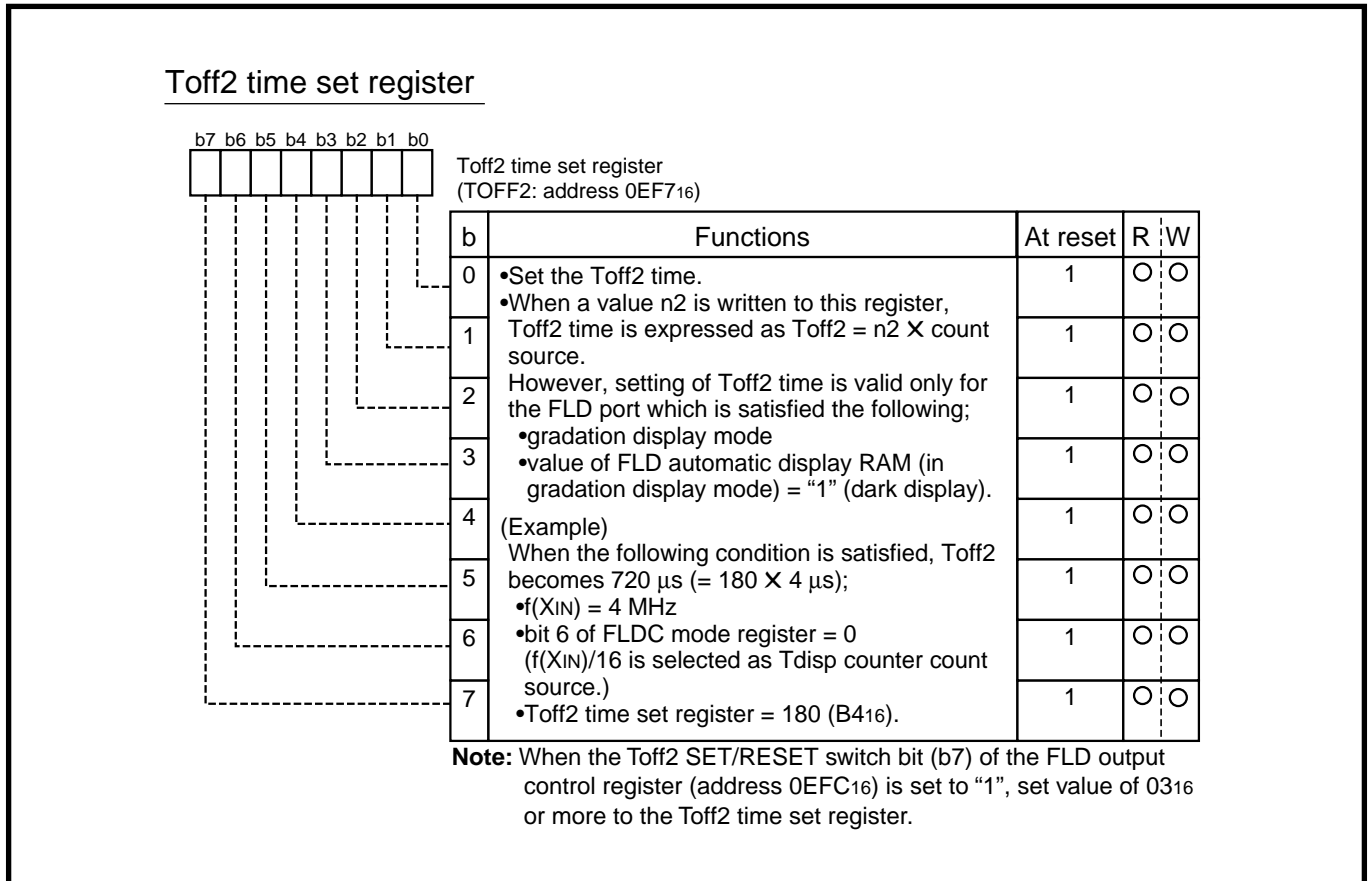 Toff2 time set register
b7 b6 b5 b4 b3 b2 b1 b0
Toff2 time set register
(TOFF2: address 0EF716)
b Functions At reset R W
0 •Set the Toff2 time. 1 O O
•When a value n2 is written to this register,
1 Toff2 time is expressed as Toff2 = n2 X count 1 O O
source.
2 However, setting of Toff2 time is valid only for 1 O O
the FLD port which is satisfied the following;
•gradation display mode
3 •value of FLD automatic display RAM (in 1 O O
gradation display mode) = “1” (dark display).
4 (Example) 1 O O
When the following condition is satisfied, Toff2
5 becomes 720 μs (= 180 X 4 μs); 1 O O
•f(XIN) = 4 MHz
6 •bit 6 of FLDC mode register = 0 1 O O
(f(XIN)/16 is selected as Tdisp counter count
7 source.) 1 O O
•Toff2 time set register = 180 (B416).
Note: When the Toff2 SET/RESET switch bit (b7) of the FLD output
control register (address 0EFC16) is set to “1”, set value of 0316
or more to the Toff2 time set register.